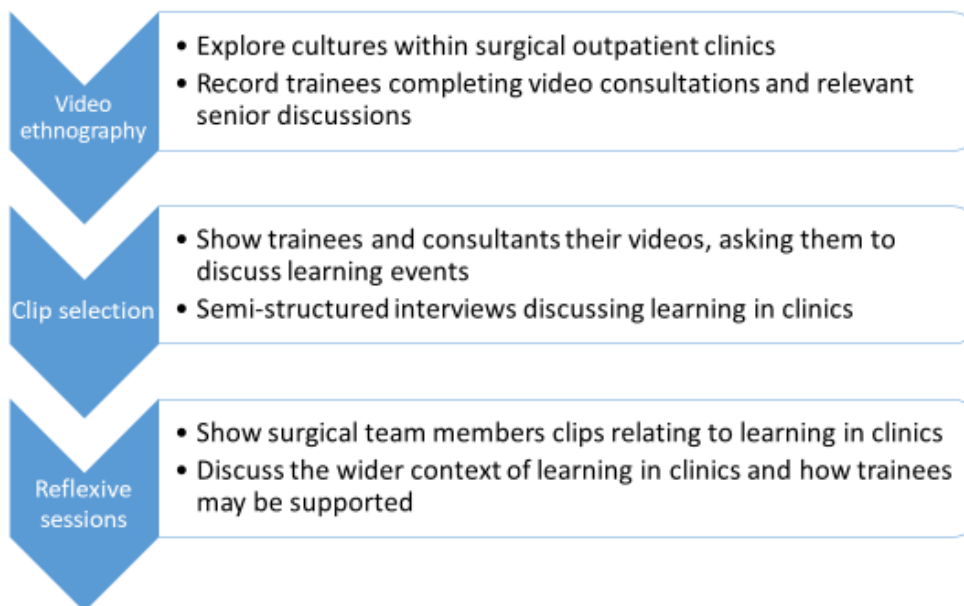 Video
ethnography
• Explore cultures within surgical outpatient clinics
• Record trainees completing video consultations and relevant
senior discussions
Clip selection
• Show trainees and consultants their videos, asking them to
discuss learning events
• Semi-structured interviews discussing learning in clinics
Reflexive
sessions
• Show surgical team members clips relating to learning in clinics
• Discuss the wider context of learning in clinics and how trainees
may be supported